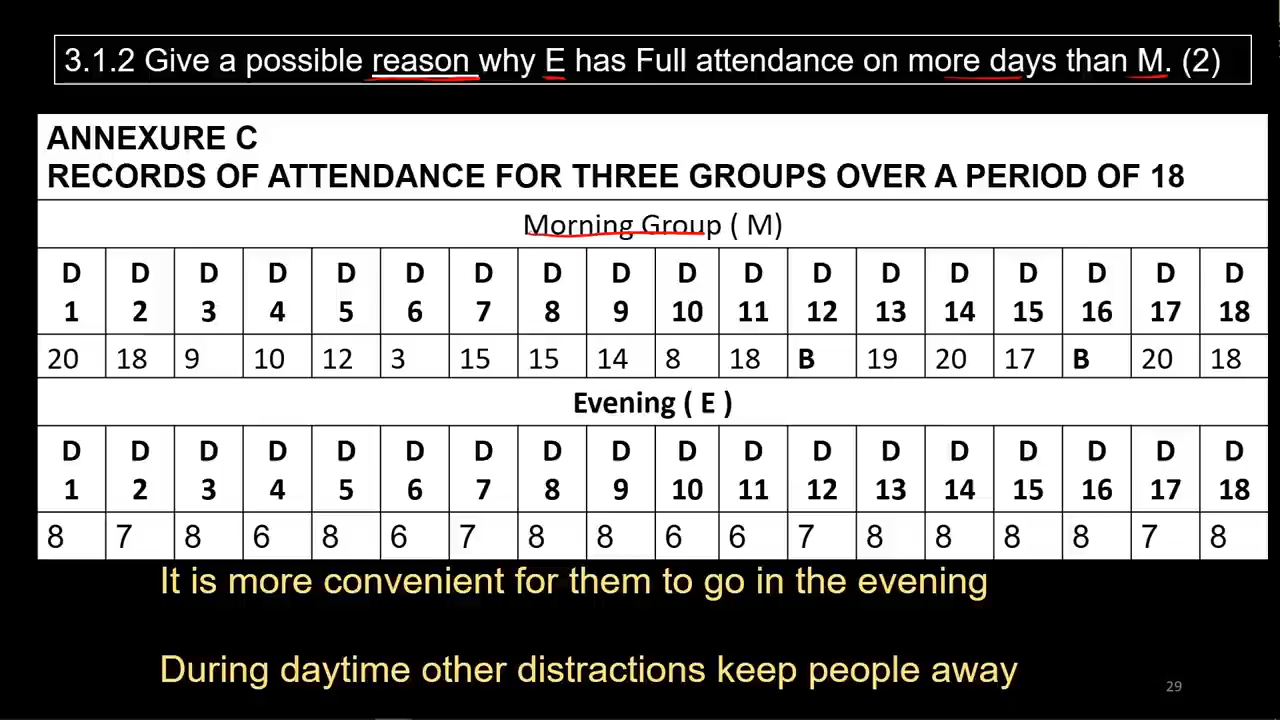 3.1.2 Give a possible reason why E has Full attendance on more days than M. (2)
ANNEXURE C
RECORDS OF ATTENDANCE FOR THREE GROUPS OVER A PERIOD OF 18
Morning Group ( M)
D D D D D D D D D D D D D D D D D D
1 2 3 4 5 6 7 8 9 10 11 12 13 14 15 16 17 18
20 18 9 10 12 3 15 15 14 8 18 B 19 20 17 B 20 18
Evening ( E )
D D D D D D D D D D D D D D D D D D
1 2 3 4 5 6 7 8 9 10 11 12 13 14 15 16 17 18
8 7 8 6 8 6 7 8 8 6 6 7 8 8 8 8 7 8
It is more convenient for them to go in the evening
During daytime other distractions keep people away
29